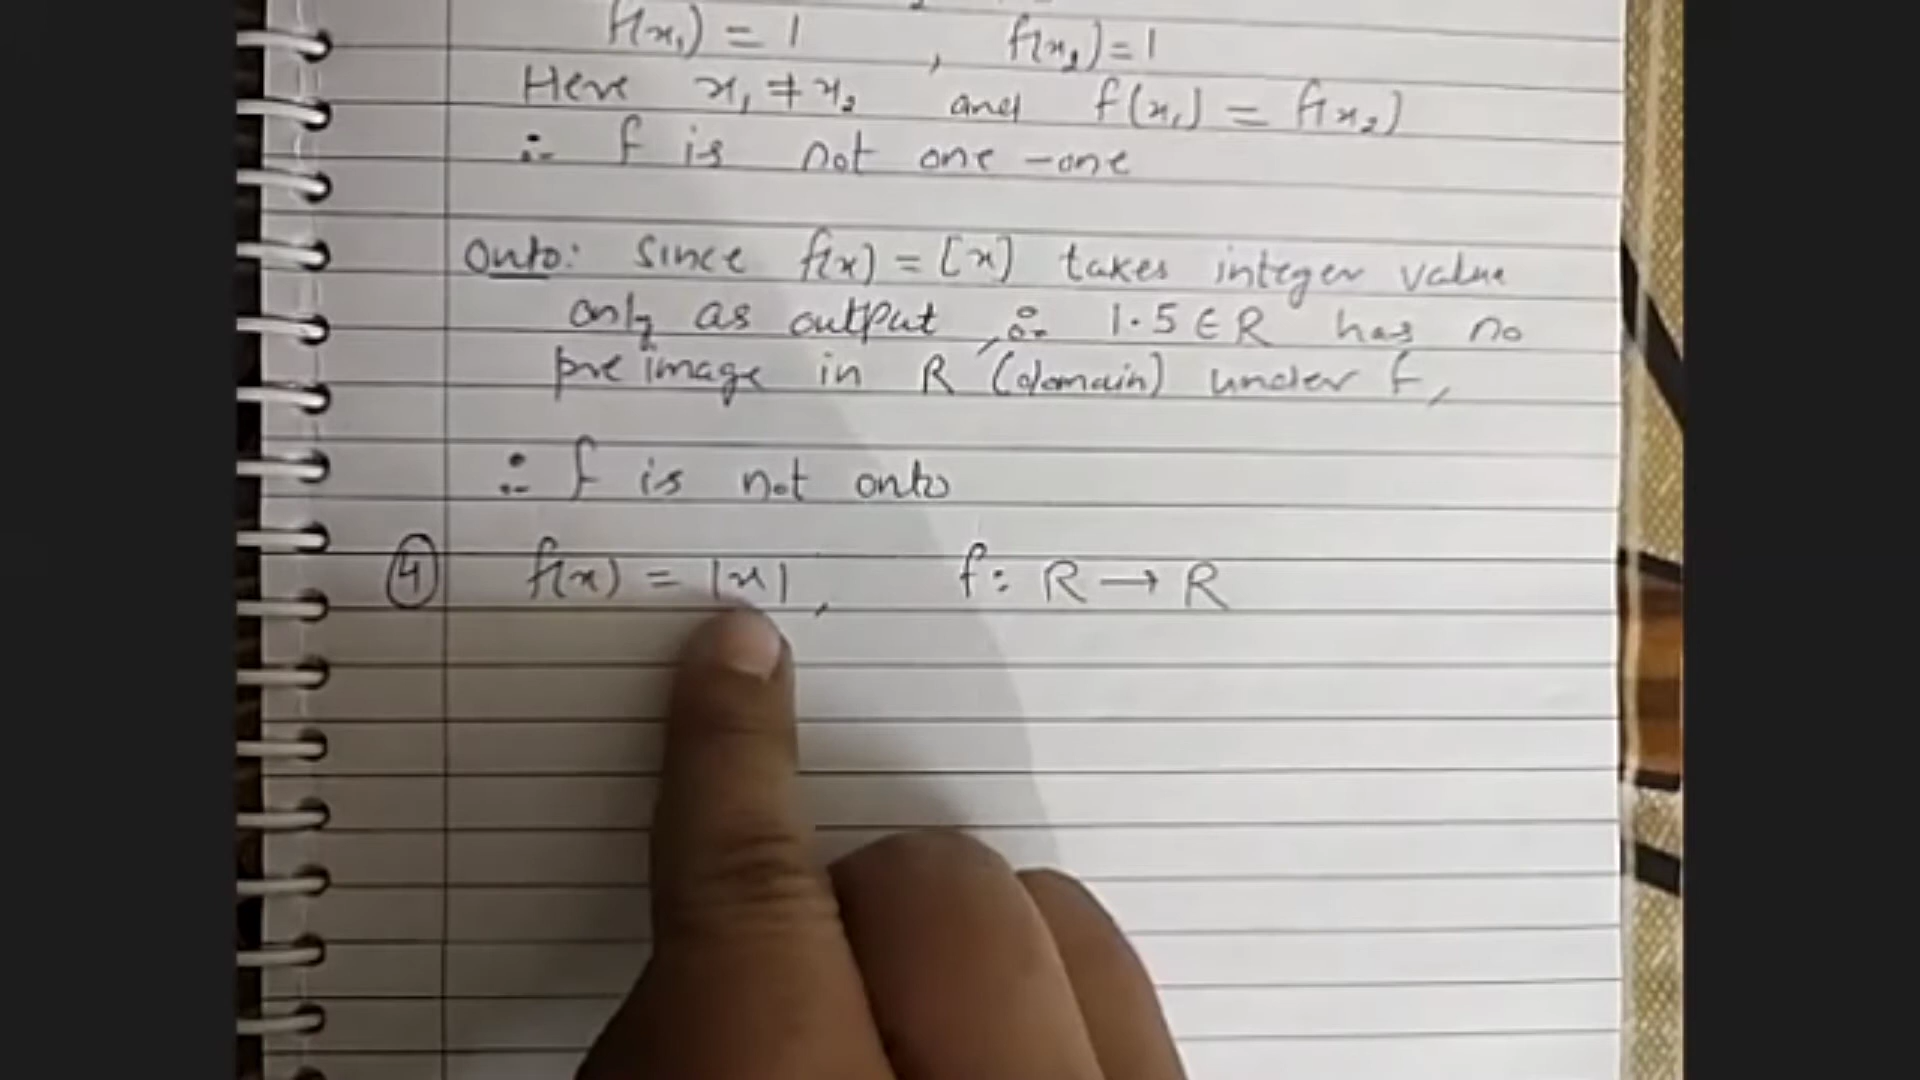 f(x₁) = 1 , f(x₂) = 1
Here x₁ ≠ x₂ and f(x₁) = f(x₂)
∴ f is not one-one
Onto: Since f(x) = [x] takes integer value
only as output, ∴ 1.5 ∈ R has no
pre image in R (domain) under f,
∴ f is not onto
④ f(x) = |x|, f: R → R